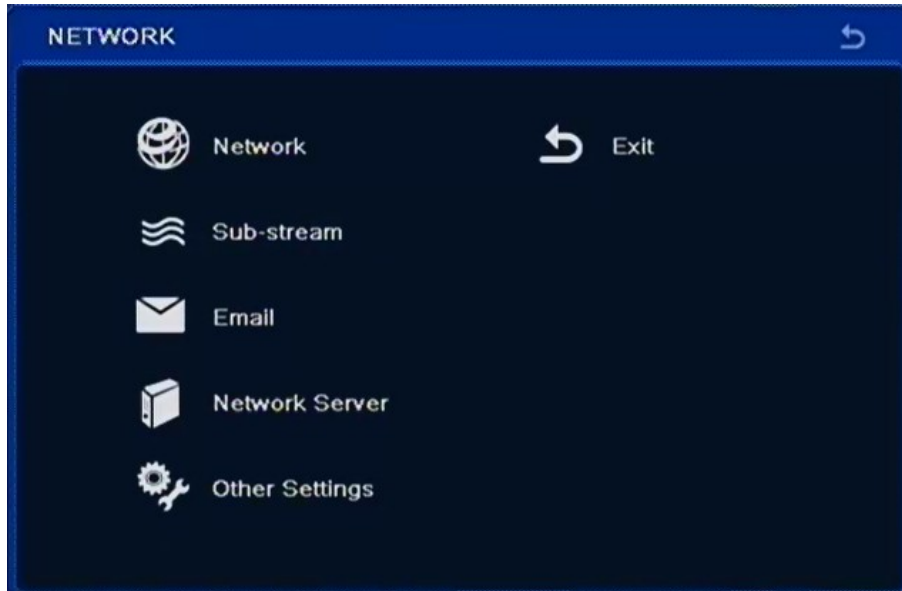 NETWORK
Network
Exit
Sub-stream
Email
Network Server
Other Settings